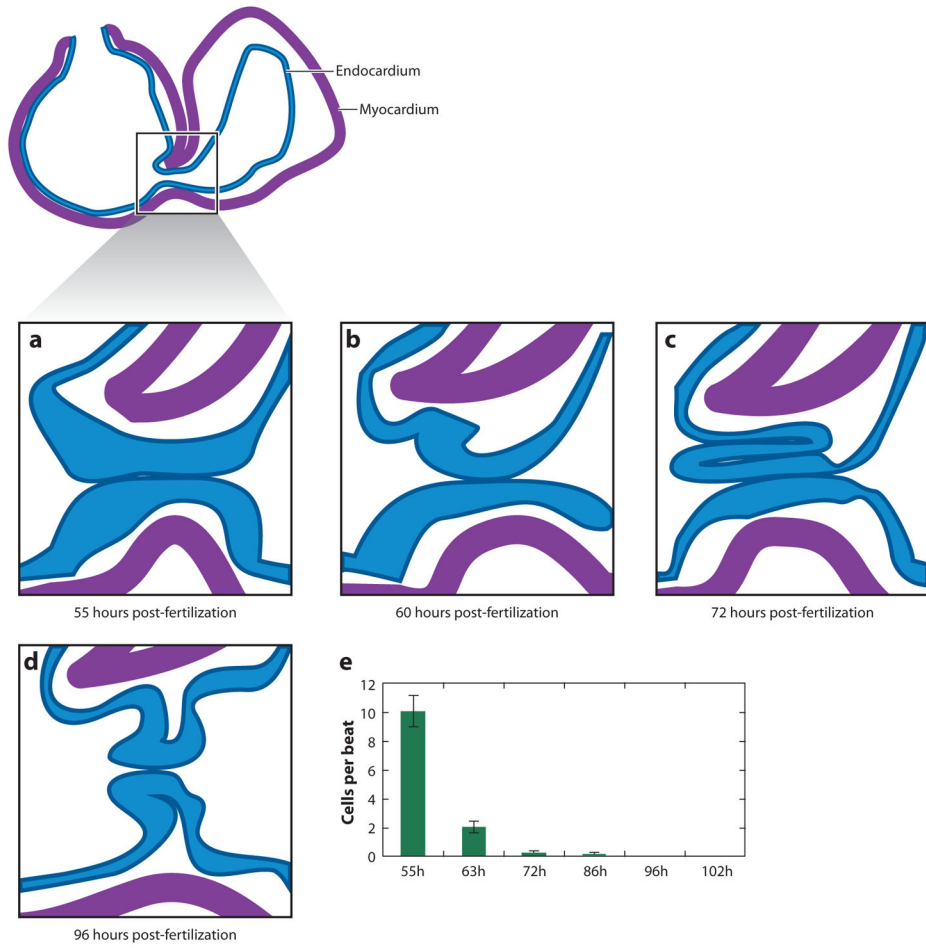 Endocardium
Myocardium
a
b
c
55 hours post-fertilization
60 hours post-fertilization
72 hours post-fertilization
d
96 hours post-fertilization
e
Cells per beat
12
10
8
6
4
2
0
55h 63h 72h 86h 96h 102h